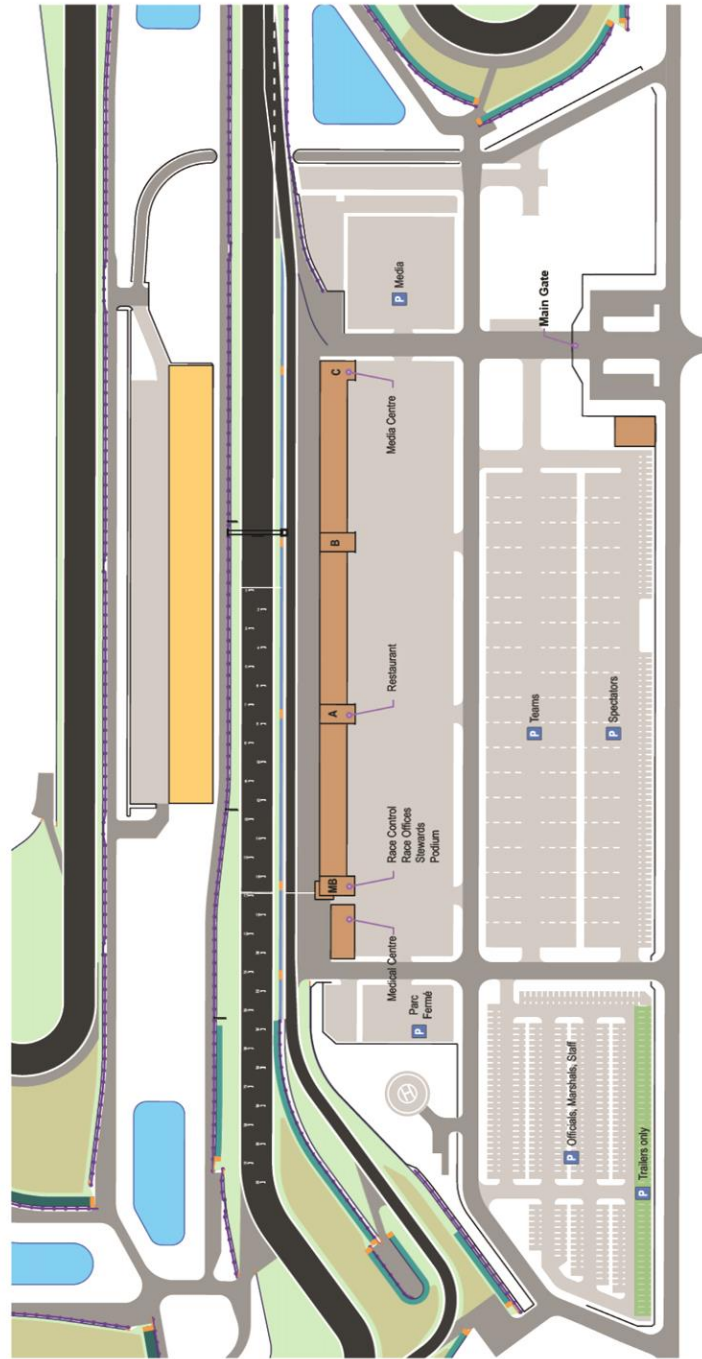 P Media
Main Gate
C
Media Centre
B
A
Restaurant
P Teams
P Spectators
MB
Race Control
Race Offices
Stewards
Podium
Medical Centre
P Parc
Fermé
H
P Officials, Marshals, Staff
P Trailers only